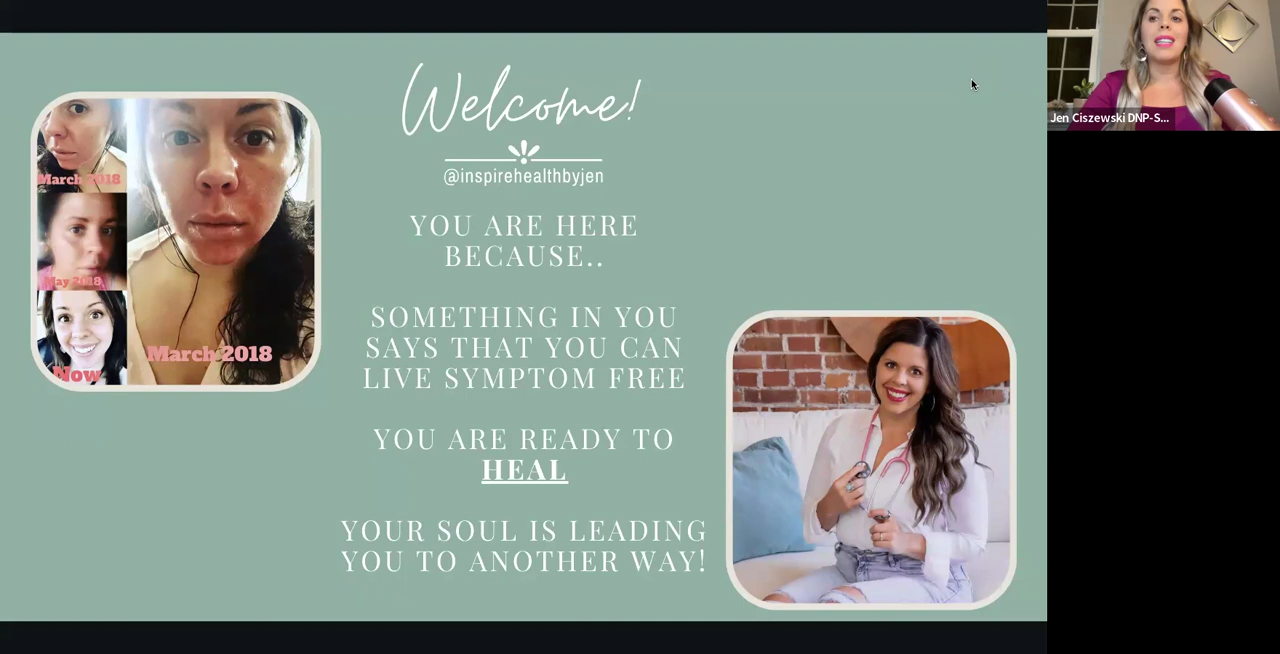 Welcome!
@inspirehealthbyjen
YOU ARE HERE
BECAUSE..
SOMETHING IN YOU
SAYS THAT YOU CAN
LIVE SYMPTOM FREE
YOU ARE READY TO
HEAL
YOUR SOUL IS LEADING
YOU TO ANOTHER WAY!
March 2018
May 2018
Now
March 2018
Jen Ciszewski DNP-S...